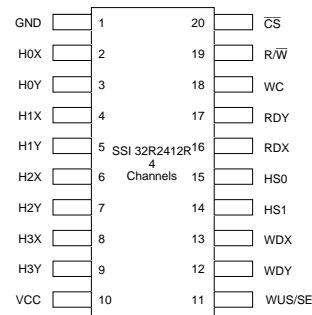 GND 1 20 C̅S̅
H0X 2 19 R/W̅
H0Y 3 18 WC
H1X 4 17 RDY
H1Y 5 SSI 32R2412R 16 RDX
4
H2X 6 Channels 15 HS0
H2Y 7 14 HS1
H3X 8 13 WDX
H3Y 9 12 WDY
VCC 10 11 WUS/SE